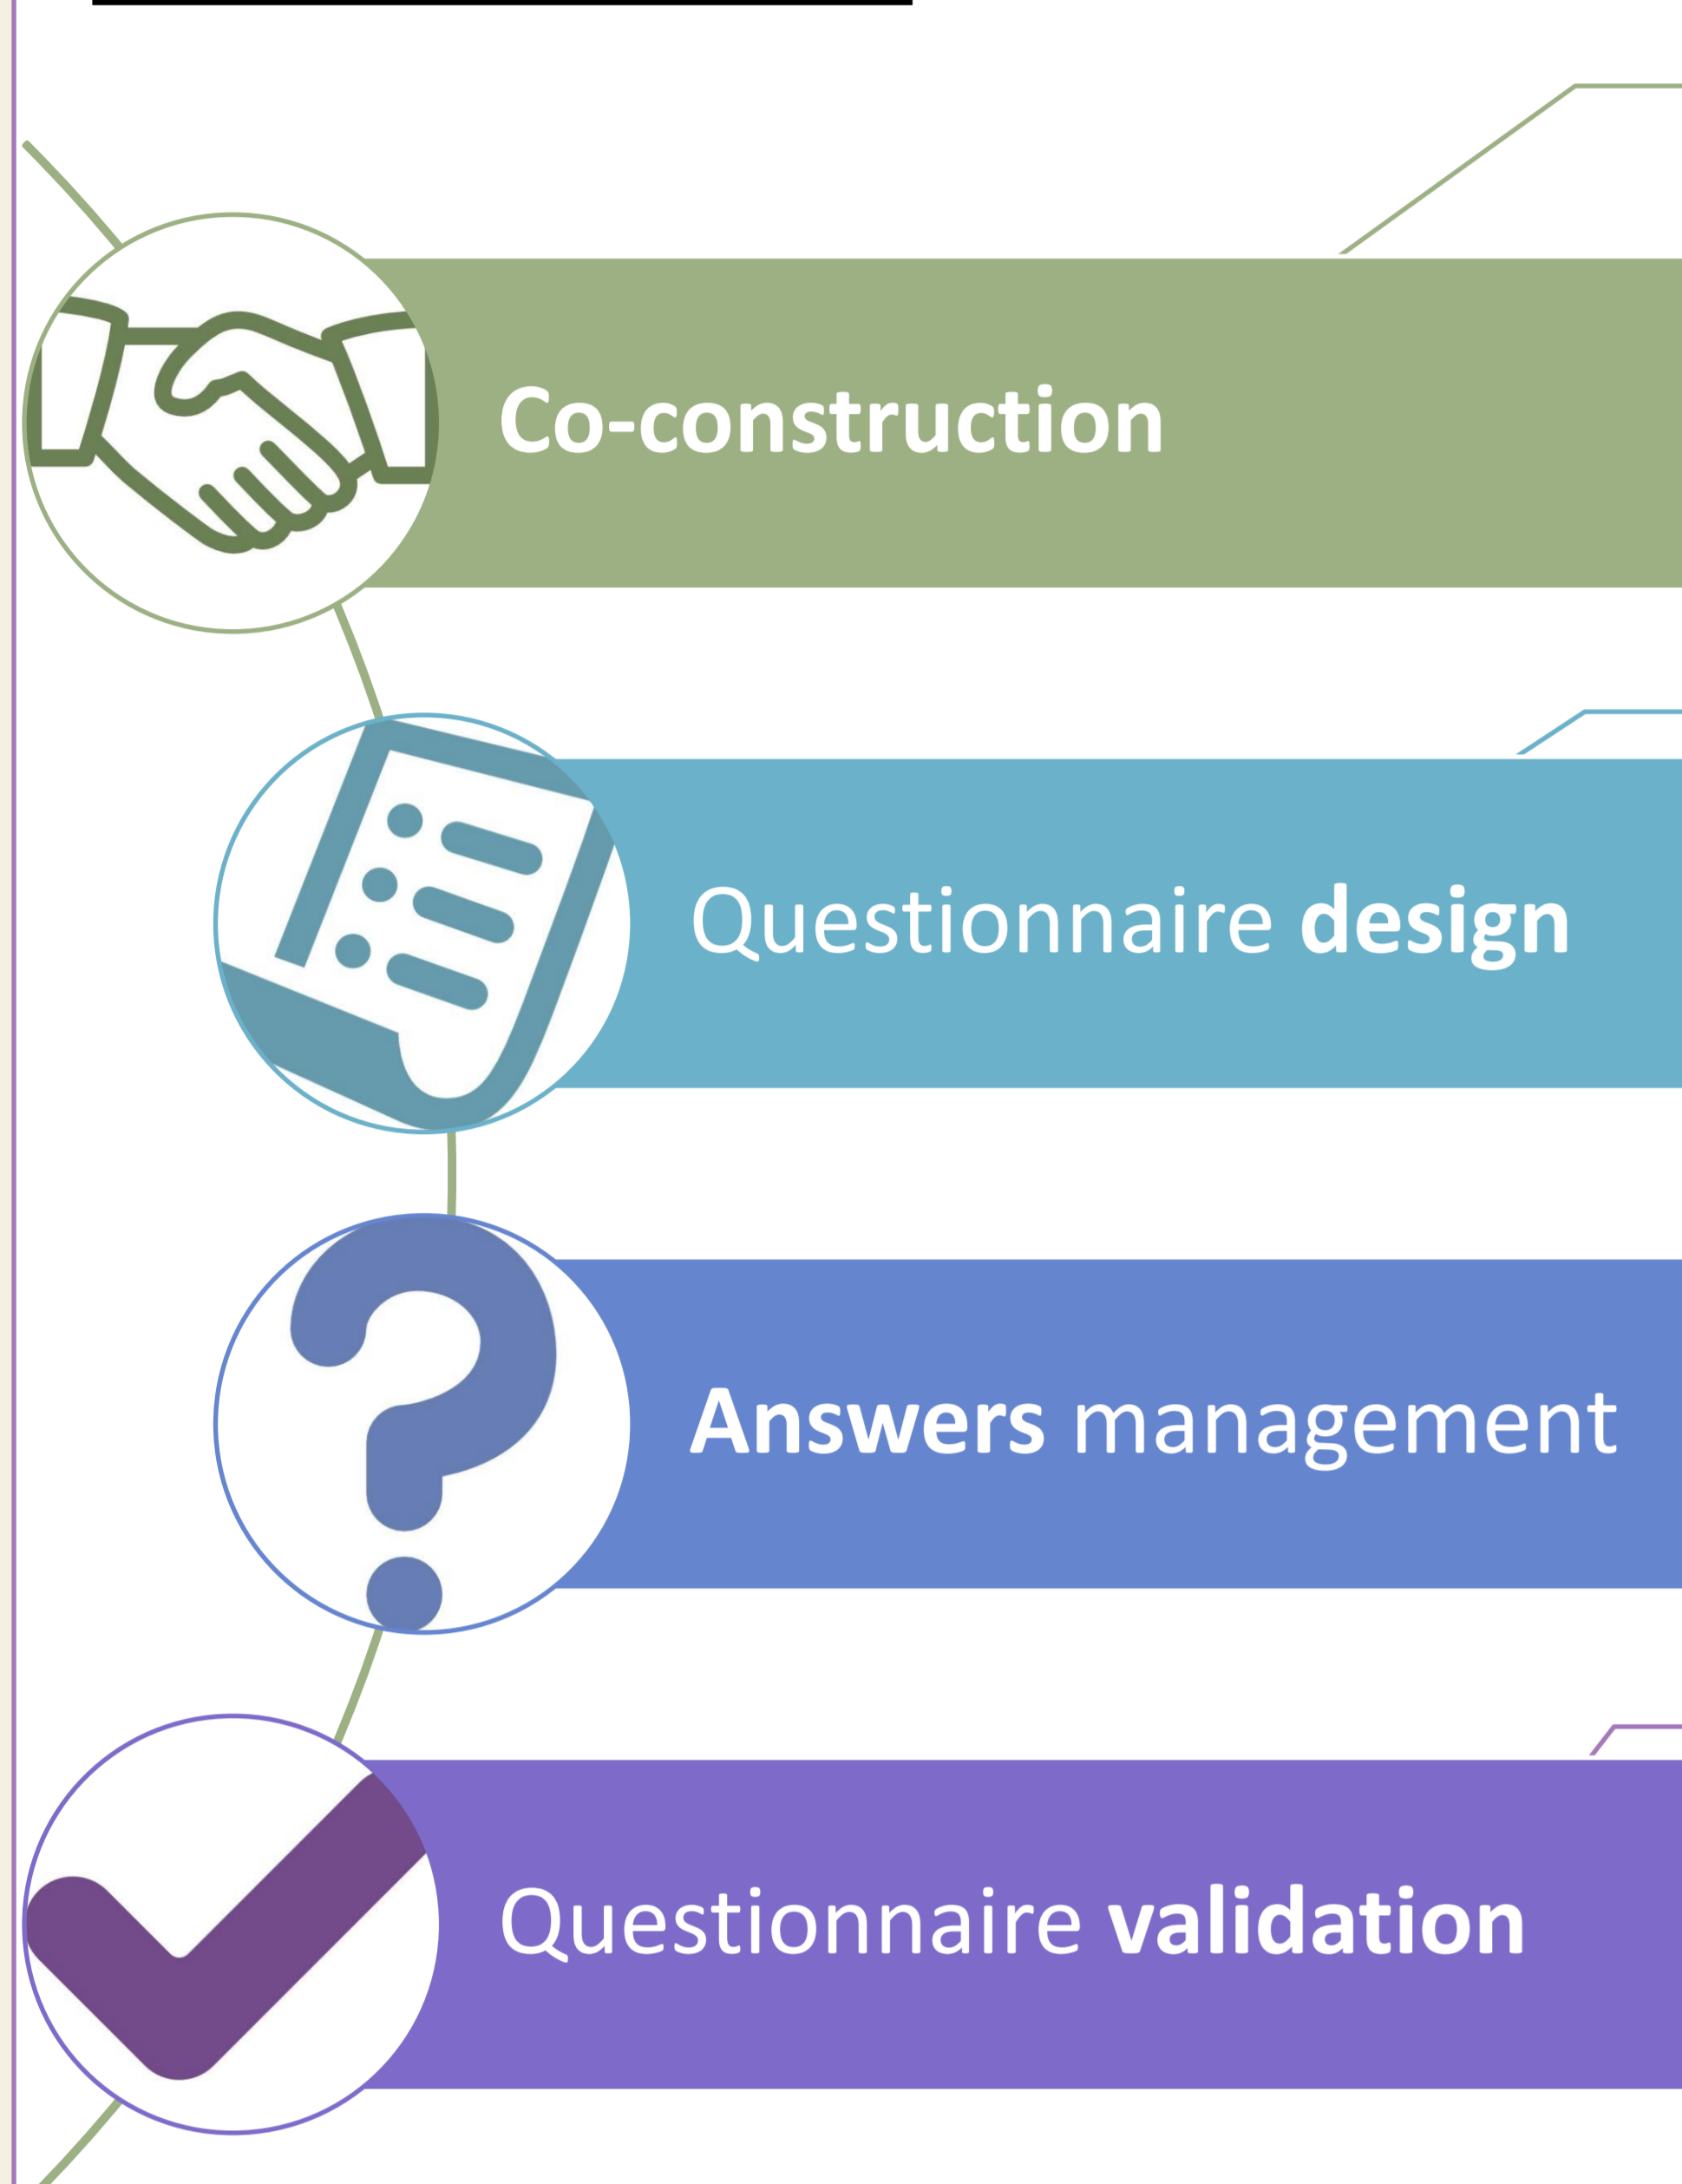 Co-construction
Questionnaire design
Answers management
Questionnaire validation